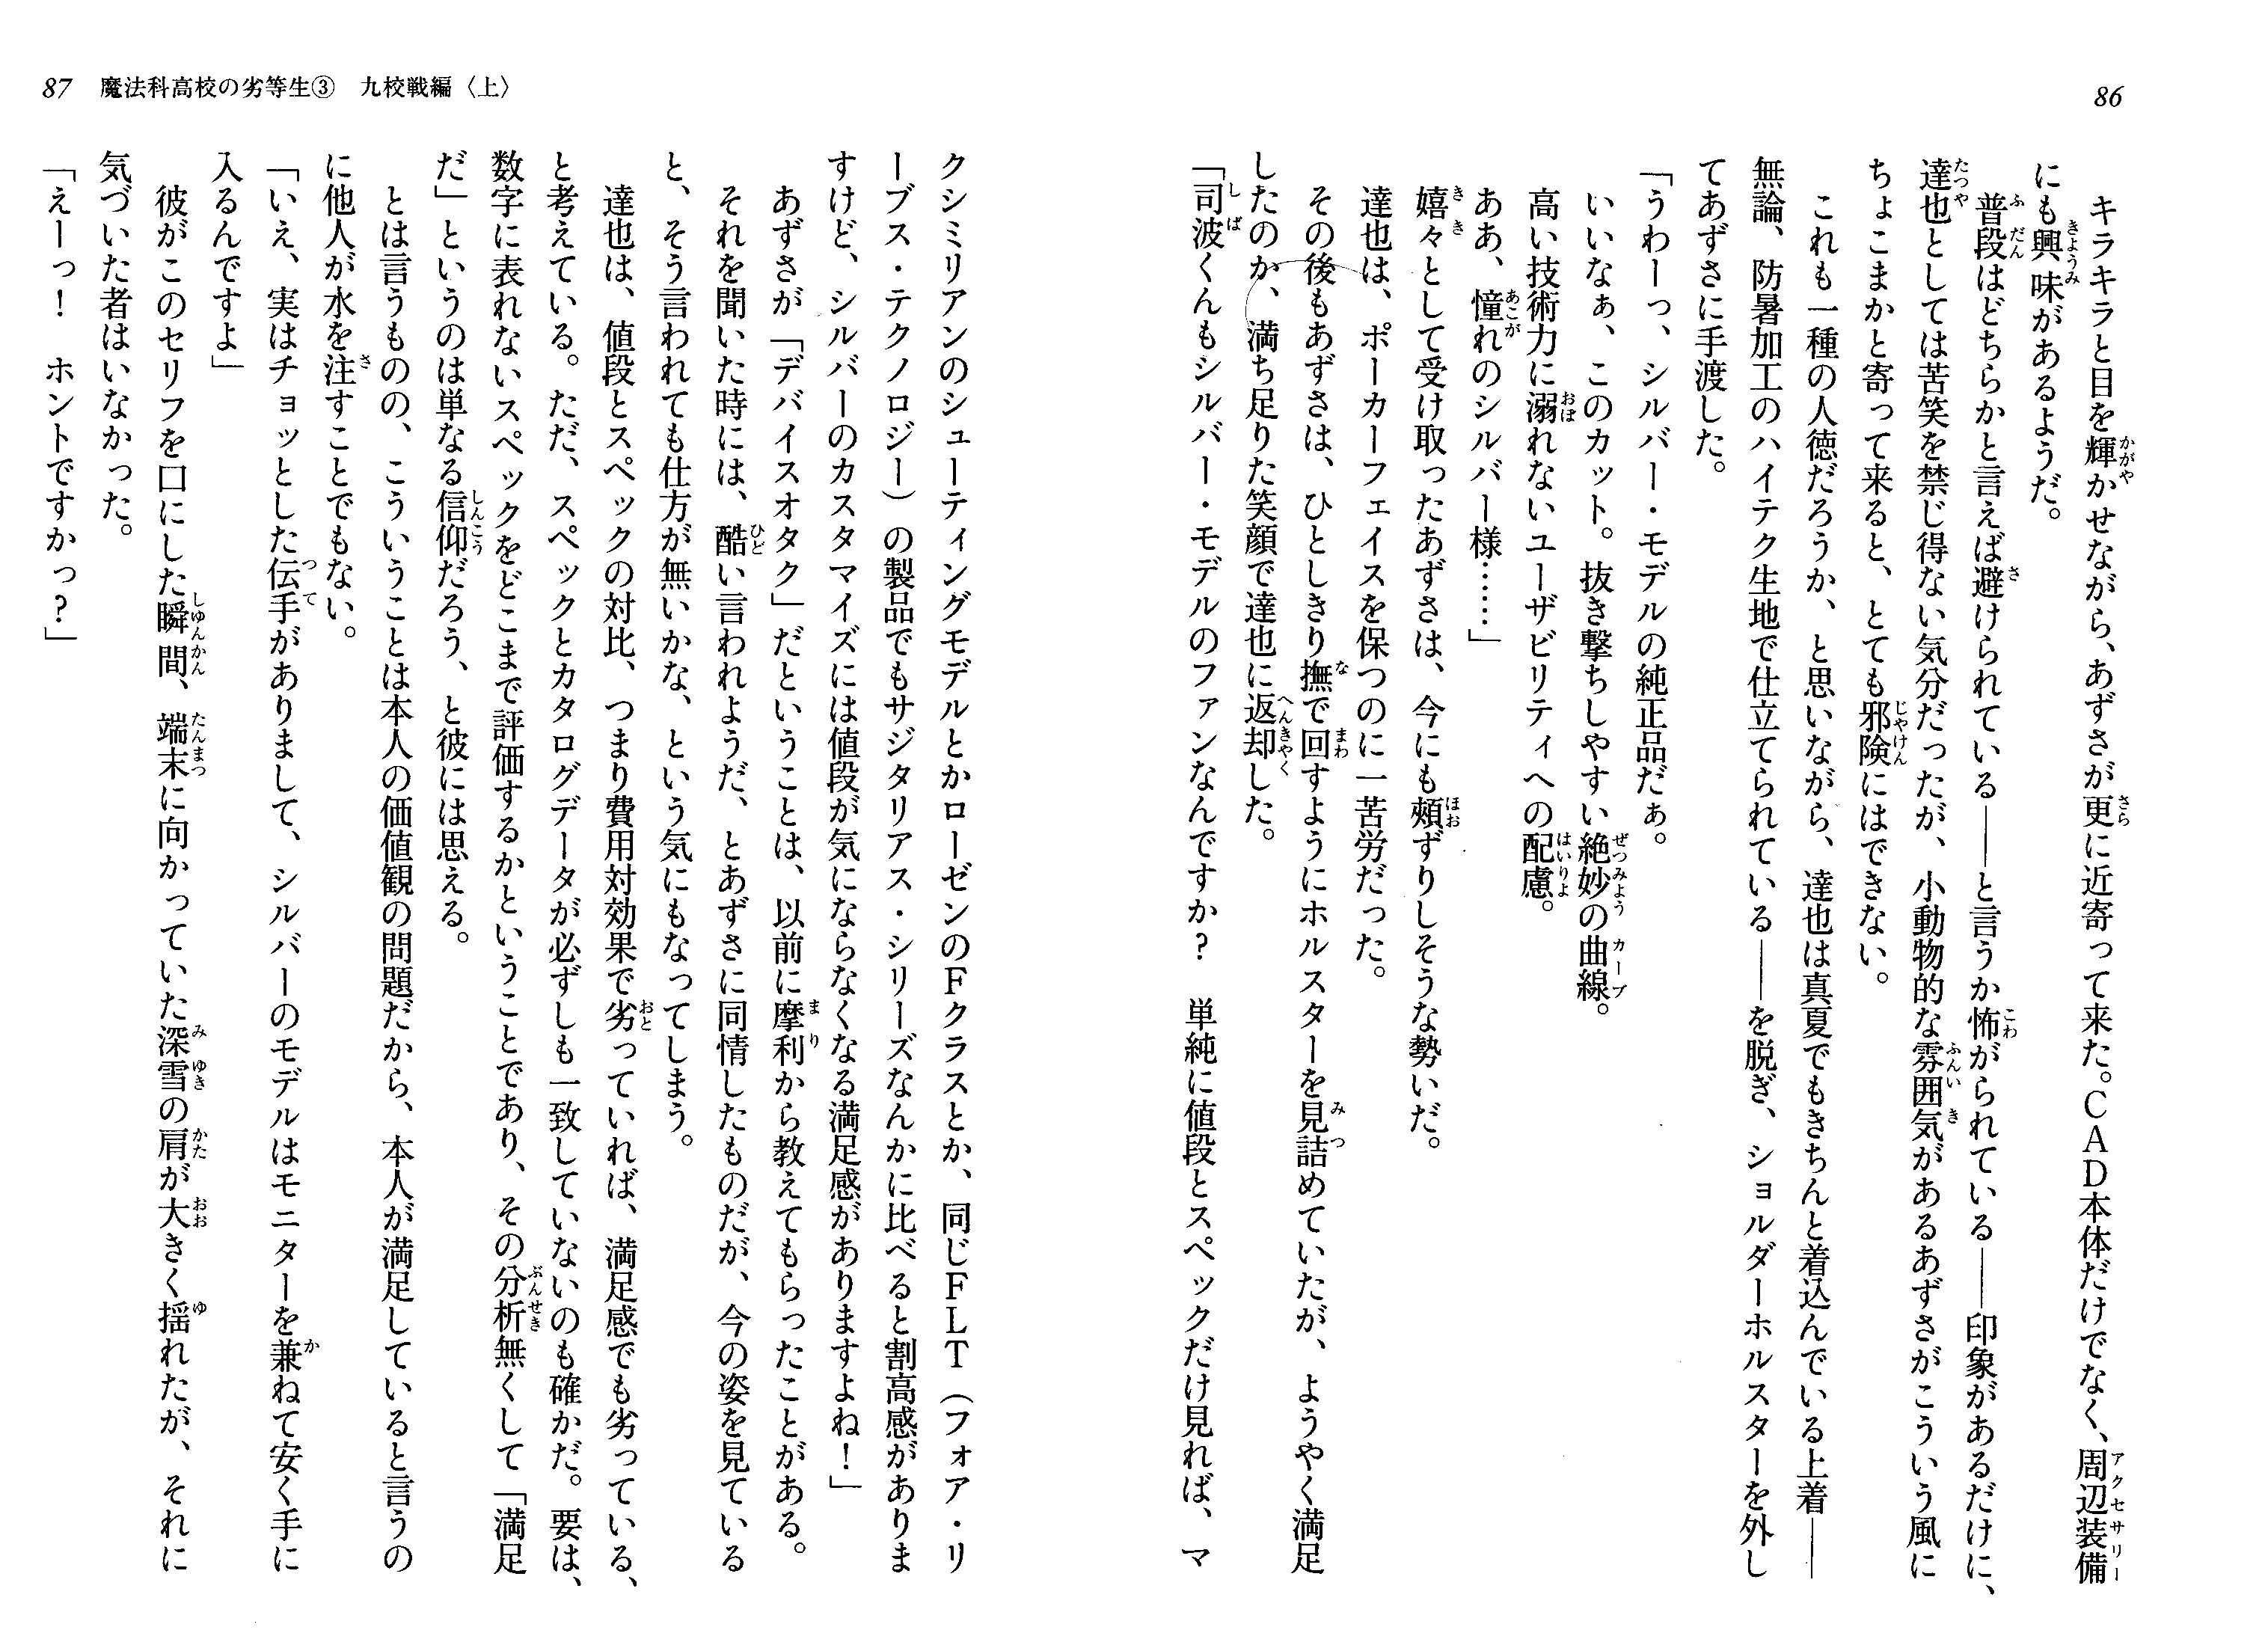 86
キラキラと目を輝かせながら、あずさが更に近寄って来た。ＣＡＤ本体だけでなく、周辺装備
にも興味があるようだ。
普段はどちらかと言えば避けられている――と言うか怖がられている――印象があるだけに、
達也としては苦笑を禁じ得ない気分だったが、小動物的な雰囲気があるあずさがこういう風に
ちょこまかと寄って来ると、とても邪険にはできない。
これも一種の人徳だろうか、と思いながら、達也は真夏でもきちんと着込んでいる上着――
無論、防暑加工のハイテク生地で仕立てられている――を脱ぎ、ショルダーホルスターを外し
てあずさに手渡した。
「うわーっ、シルバー・モデルの純正品だぁ。
いいなぁ、このカット。抜き撃ちしやすい絶妙の曲線。
高い技術力に溺れないユーザビリティへの配慮。
ああ、憧れのシルバー様……」
嬉々として受け取ったあずさは、今にも頰ずりしそうな勢いだ。
達也は、ポーカーフェイスを保つのに一苦労だった。
その後もあずさは、ひとしきり撫で回すようにホルスターを見詰めていたが、ようやく満足
したのか、満ち足りた笑顔で達也に返却した。
「司波くんもシルバー・モデルのファンなんですか？　単純に値段とスペックだけ見れば、マ
87　魔法科高校の劣等生③　九校戦編〈上〉
クシミリアンのシューティングモデルとかローゼンのＦクラスとか、同じＦＬＴ（フォア・リ
ーブス・テクノロジー）の製品でもサジタリアス・シリーズなんかに比べると割高感がありま
すけど、シルバーのカスタマイズには値段が気にならなくなる満足感がありますよね！」
あずさが「デバイスオタク」だということは、以前に摩利から教えてもらったことがある。
それを聞いた時には、酷い言われようだ、とあずさに同情したものだが、今の姿を見ている
と、そう言われても仕方が無いかな、という気にもなってしまう。
達也は、値段とスペックの対比、つまり費用対効果で劣っていれば、満足感でも劣っている、
と考えている。ただ、スペックとカタログデータが必ずしも一致していないのも確かだ。要は、
数字に表れないスペックをどこまで評価するかということであり、その分析無くして「満足
だ」というのは単なる信仰だろう、と彼には思える。
とは言うものの、こういうことは本人の価値観の問題だから、本人が満足していると言うの
に他人が水を注すことでもない。
「いえ、実はチョッとした伝手がありまして、シルバーのモデルはモニターを兼ねて安く手に
入るんですよ」
彼がこのセリフを口にした瞬間、端末に向かっていた深雪の肩が大きく揺れたが、それに
気づいた者はいなかった。
「えーっ！　ホントですかっ？」